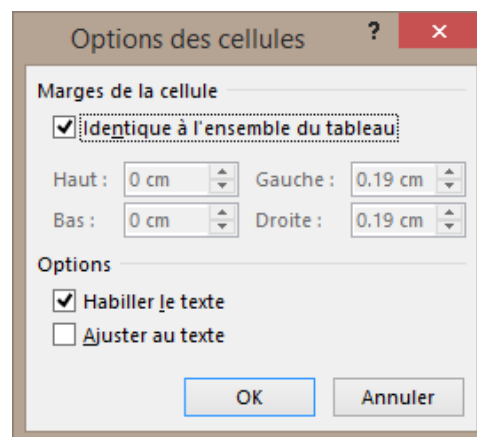 Options des cellules ?
Marges de la cellule
Identique à l'ensemble du tableau
Haut : 0 cm Gauche : 0.19 cm
Bas : 0 cm Droite : 0.19 cm
Options
Habiller le texte
Ajuster au texte
OK Annuler